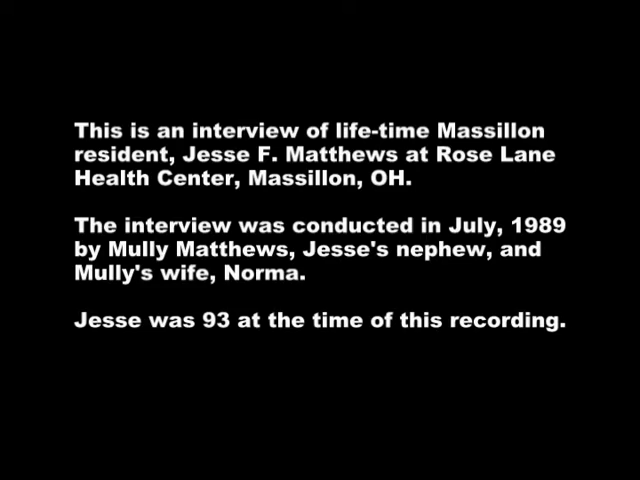 This is an interview of life-time Massillon
resident, Jesse F. Matthews at Rose Lane
Health Center, Massillon, OH.
The interview was conducted in July, 1989
by Mully Matthews, Jesse's nephew, and
Mully's wife, Norma.
Jesse was 93 at the time of this recording.